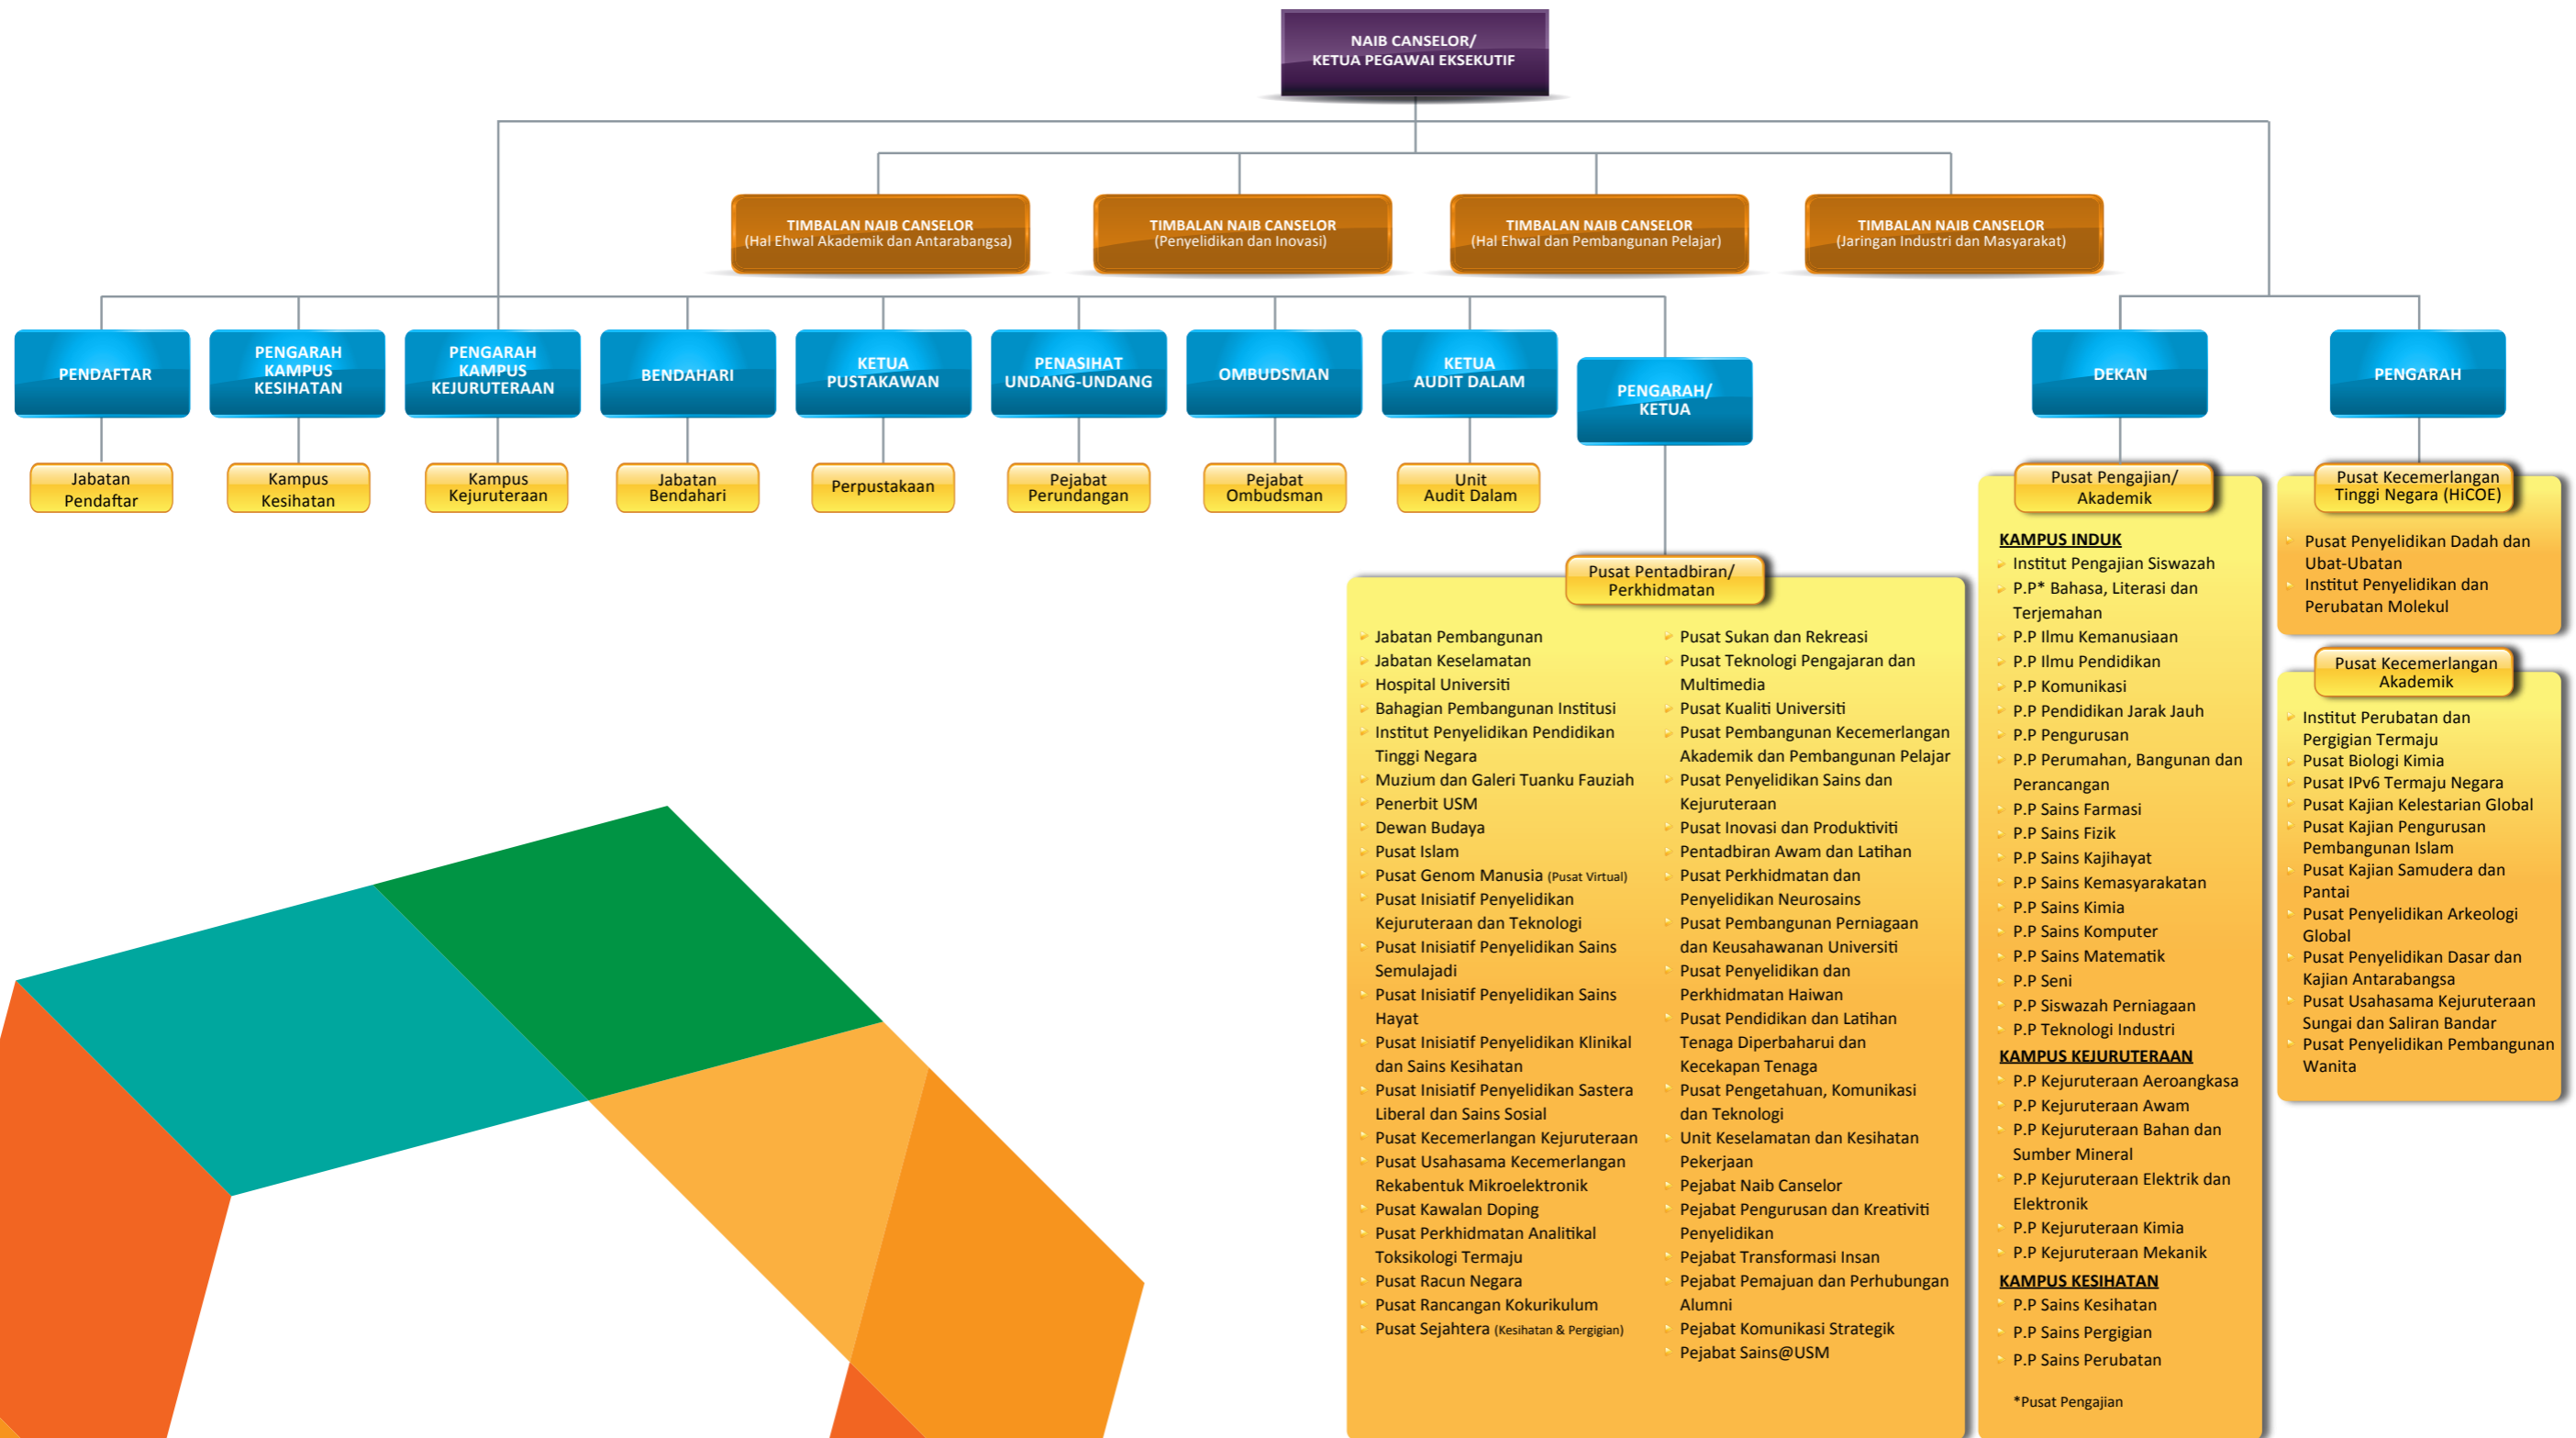 NAIB CANSELOR/
KETUA PEGAWAI EKSEKUTIF
TIMBALAN NAIB CANSELOR
(Hal Ehwal Akademik dan Antarabangsa)
TIMBALAN NAIB CANSELOR
(Penyelidikan dan Inovasi)
TIMBALAN NAIB CANSELOR
(Hal Ehwal dan Pembangunan Pelajar)
TIMBALAN NAIB CANSELOR
(Jaringan Industri dan Masyarakat)
PENDAFTAR
PENGARAH
KAMPUS
KESIHATAN
PENGARAH
KAMPUS
KEJURUTERAAN
BENDAHARI
KETUA
PUSTAKAWAN
PENASIHAT
UNDANG-UNDANG
OMBUDSMAN
KETUA
AUDIT DALAM
PENGARAH/
KETUA
DEKAN
PENGARAH
Jabatan
Pendaftar
Kampus
Kesihatan
Kampus
Kejuruteraan
Jabatan
Bendahari
Perpustakaan
Pejabat
Perundangan
Pejabat
Ombudsman
Unit
Audit Dalam
Pusat Pentadbiran/
Perkhidmatan
Jabatan Pembangunan
Jabatan Keselamatan
Hospital Universiti
Bahagian Pembangunan Institusi
Institut Penyelidikan Pendidikan
Tinggi Negara
Muzium dan Galeri Tuanku Fauziah
Penerbit USM
Dewan Budaya
Pusat Islam
Pusat Genom Manusia (Pusat Virtual)
Pusat Inisiatif Penyelidikan
Kejuruteraan dan Teknologi
Pusat Inisiatif Penyelidikan Sains
Semulajadi
Pusat Inisiatif Penyelidikan Sains
Hayat
Pusat Inisiatif Penyelidikan Klinikal
dan Sains Kesihatan
Pusat Inisiatif Penyelidikan Sastera
Liberal dan Sains Sosial
Pusat Kecemerlangan Kejuruteraan
Pusat Usahasama Kecemerlangan
Rekabentuk Mikroelektronik
Pusat Kawalan Doping
Pusat Perkhidmatan Analitikal
Toksikologi Termaju
Pusat Racun Negara
Pusat Rancangan Kokurikulum
Pusat Sejahtera (Kesihatan & Pergigian)
Pusat Sukan dan Rekreasi
Pusat Teknologi Pengajaran dan
Multimedia
Pusat Kualiti Universiti
Pusat Pembangunan Kecemerlangan
Akademik dan Pembangunan Pelajar
Pusat Penyelidikan Sains dan
Kejuruteraan
Pusat Inovasi dan Produktiviti
Pentadbiran Awam dan Latihan
Pusat Perkhidmatan dan
Penyelidikan Neurosains
Pusat Pembangunan Perniagaan
dan Keusahawanan Universiti
Pusat Penyelidikan dan
Perkhidmatan Haiwan
Pusat Pendidikan dan Latihan
Tenaga Diperbaharui dan
Kecekapan Tenaga
Pusat Pengetahuan, Komunikasi
dan Teknologi
Unit Keselamatan dan Kesihatan
Pekerjaan
Pejabat Naib Canselor
Pejabat Pengurusan dan Kreativiti
Penyelidikan
Pejabat Transformasi Insan
Pejabat Pemajuan dan Perhubungan
Alumni
Pejabat Komunikasi Strategik
Pejabat Sains@USM
Pusat Pengajian/
Akademik
KAMPUS INDUK
Institut Pengajian Siswazah
P.P* Bahasa, Literasi dan
Terjemahan
P.P Ilmu Kemanusiaan
P.P Ilmu Pendidikan
P.P Komunikasi
P.P Pendidikan Jarak Jauh
P.P Pengurusan
P.P Perumahan, Bangunan dan
Perancangan
P.P Sains Farmasi
P.P Sains Fizik
P.P Sains Kajihayat
P.P Sains Kemasyarakatan
P.P Sains Kimia
P.P Sains Komputer
P.P Sains Matematik
P.P Seni
P.P Siswazah Perniagaan
P.P Teknologi Industri
KAMPUS KEJURUTERAAN
P.P Kejuruteraan Aeroangkasa
P.P Kejuruteraan Awam
P.P Kejuruteraan Bahan dan
Sumber Mineral
P.P Kejuruteraan Elektrik dan
Elektronik
P.P Kejuruteraan Kimia
P.P Kejuruteraan Mekanik
KAMPUS KESIHATAN
P.P Sains Kesihatan
P.P Sains Pergigian
P.P Sains Perubatan
*Pusat Pengajian
Pusat Kecemerlangan
Tinggi Negara (HiCOE)
Pusat Penyelidikan Dadah dan
Ubat-Ubatan
Institut Penyelidikan dan
Perubatan Molekul
Pusat Kecemerlangan
Akademik
Institut Perubatan dan
Pergigian Termaju
Pusat Biologi Kimia
Pusat IPv6 Termaju Negara
Pusat Kajian Kelestarian Global
Pusat Kajian Pengurusan
Pembangunan Islam
Pusat Kajian Samudera dan
Pantai
Pusat Penyelidikan Arkeologi
Global
Pusat Penyelidikan Dasar dan
Kajian Antarabangsa
Pusat Usahasama Kejuruteraan
Sungai dan Saliran Bandar
Pusat Penyelidikan Pembangunan
Wanita